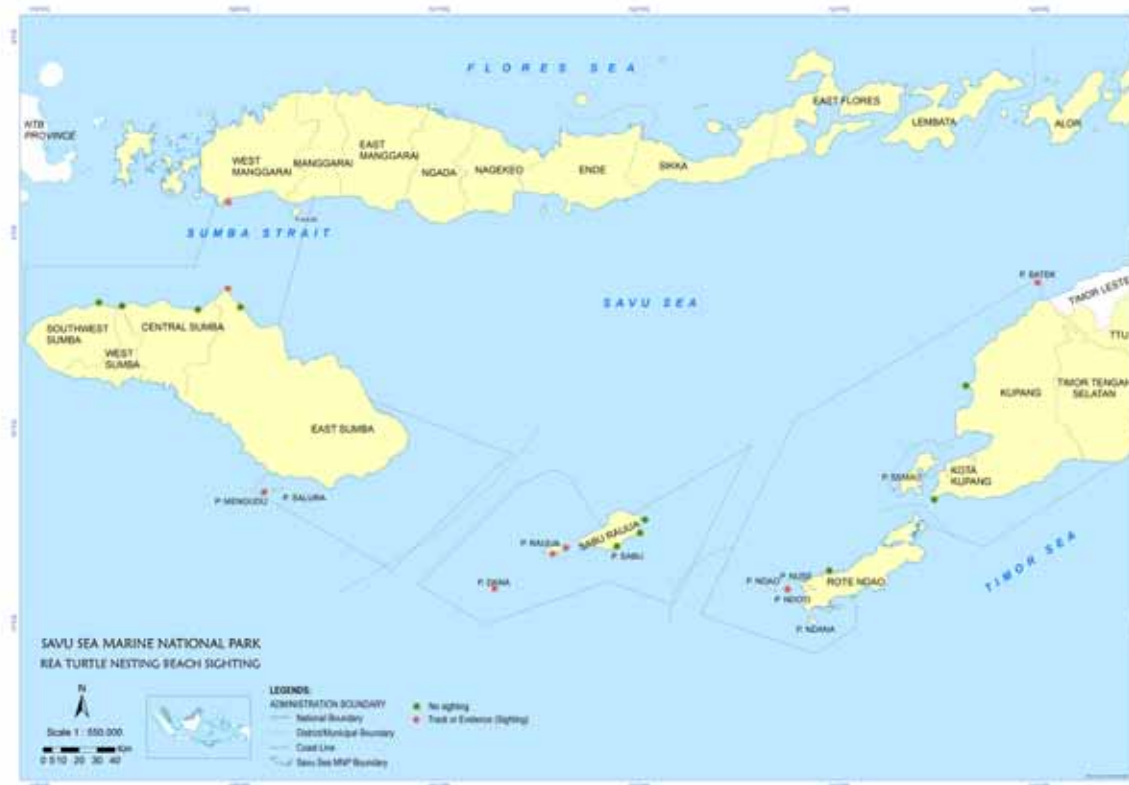 FLORES SEA
NTB
PROVINCE
EAST FLORES
LEMBATA
ALOR
EAST
MANGGARAI
WEST
MANGGARAI
MANGGARAI
NGADA
NAGEKEO
ENDE
SIKKA
SUMBA STRAIT
SAVU SEA
P. BATEK
TIMOR LESTE
TTU
SOUTHWEST
SUMBA
CENTRAL SUMBA
WEST
SUMBA
KUPANG
TIMOR TENGAH
SELATAN
EAST SUMBA
KOTA
KUPANG
P. MENGUDU
P. SALURA
SABU RAIJUA
P. RAIJUA
P. SABU
P. DANA
P. NDAO
P. NUSE
ROTE NDAO
P. NDANA
TIMOR SEA
SAVU SEA MARINE NATIONAL PARK
REA TURTLE NESTING BEACH SIGHTING
N
Scale 1 : 550.000
0 5 10 20 30 40 Km
LEGENDS:
ADMINISTRATION BOUNDARY
National Boundary
District/Municipal Boundary
Coast Line
Savu Sea MNP Boundary
No sighting
Track or Evidence (Sighting)